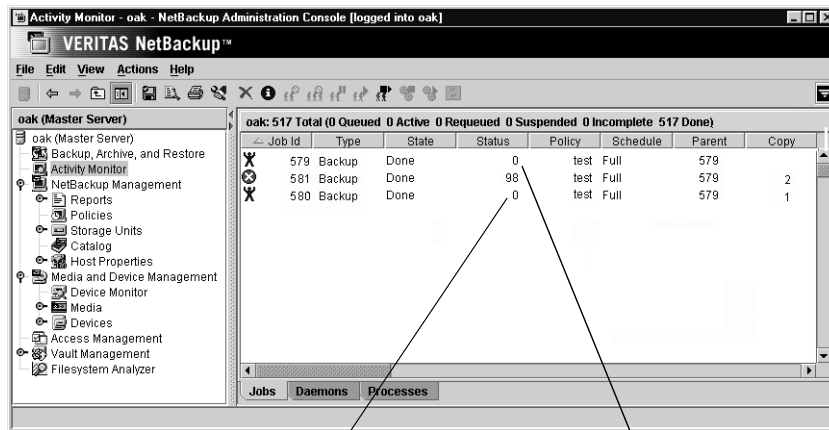 Activity Monitor - oak - NetBackup Administration Console [logged into oak]
VERITAS NetBackup™
File Edit View Actions Help
oak (Master Server)
oak (Master Server)
Backup, Archive, and Restore
Activity Monitor
NetBackup Management
Reports
Policies
Storage Units
Catalog
Host Properties
Media and Device Management
Device Monitor
Media
Devices
Access Management
Vault Management
Filesystem Analyzer
oak: 517 Total (0 Queued 0 Active 0 Requeued 0 Suspended 0 Incomplete 517 Done)
Job Id Type State Status Policy Schedule Parent Copy
579 Backup Done 0 test Full 579
581 Backup Done 98 test Full 579 2
580 Backup Done 0 test Full 579 1
Jobs Daemons Processes